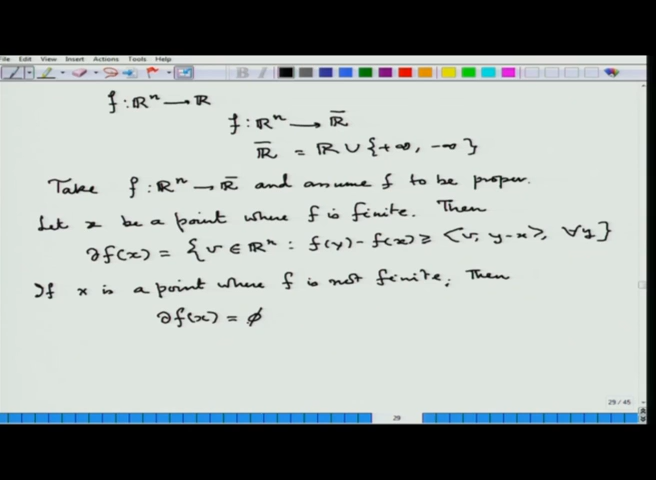 File Edit View Insert Actions Tools Help
f : ℝⁿ → ℝ
f : ℝⁿ → ℝ̅
ℝ̅ = ℝ ∪ {+∞, -∞}
Take f : ℝⁿ → ℝ̅ and assume f to be proper.
Let x be a point where f is finite. Then
∂f(x) = {v ∈ ℝⁿ : f(y) - f(x) ≥ ⟨v, y-x⟩, ∀y}
If x is a point where f is not finite; Then
∂f(x) = ϕ
29 / 45
29